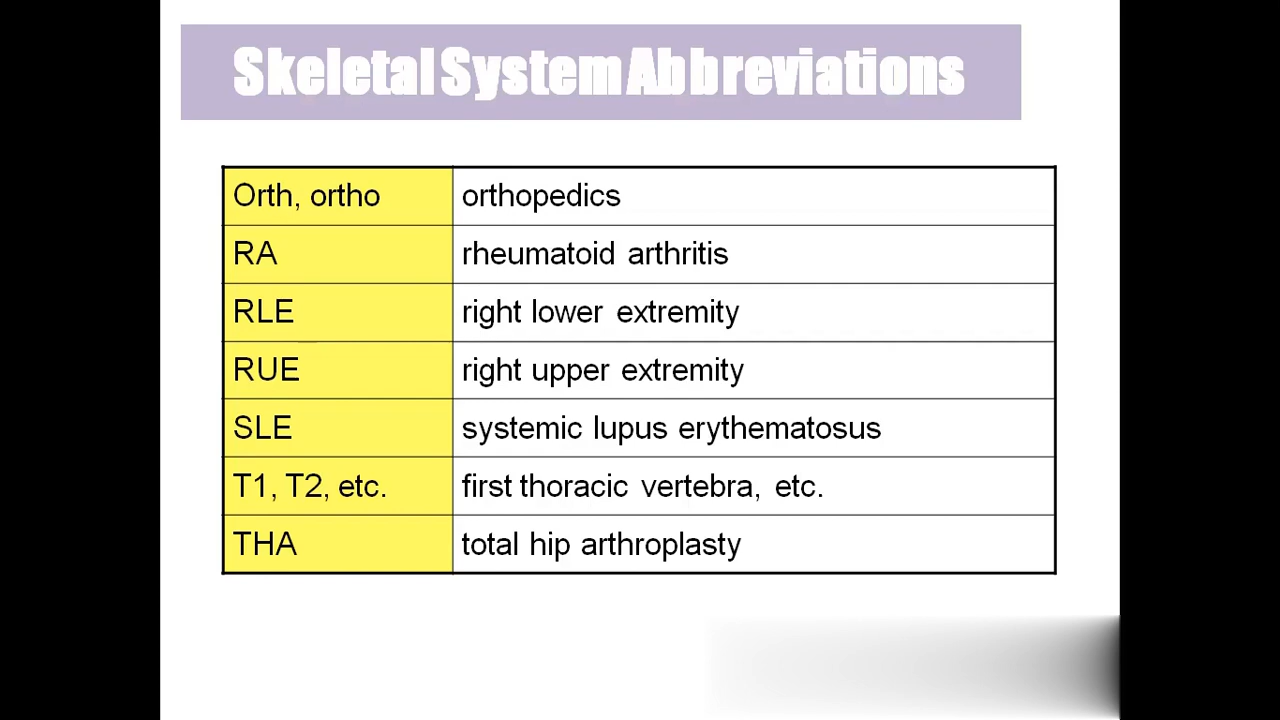 Skeletal System Abbreviations
Orth, ortho orthopedics
RA rheumatoid arthritis
RLE right lower extremity
RUE right upper extremity
SLE systemic lupus erythematosus
T1, T2, etc. first thoracic vertebra, etc.
THA total hip arthroplasty